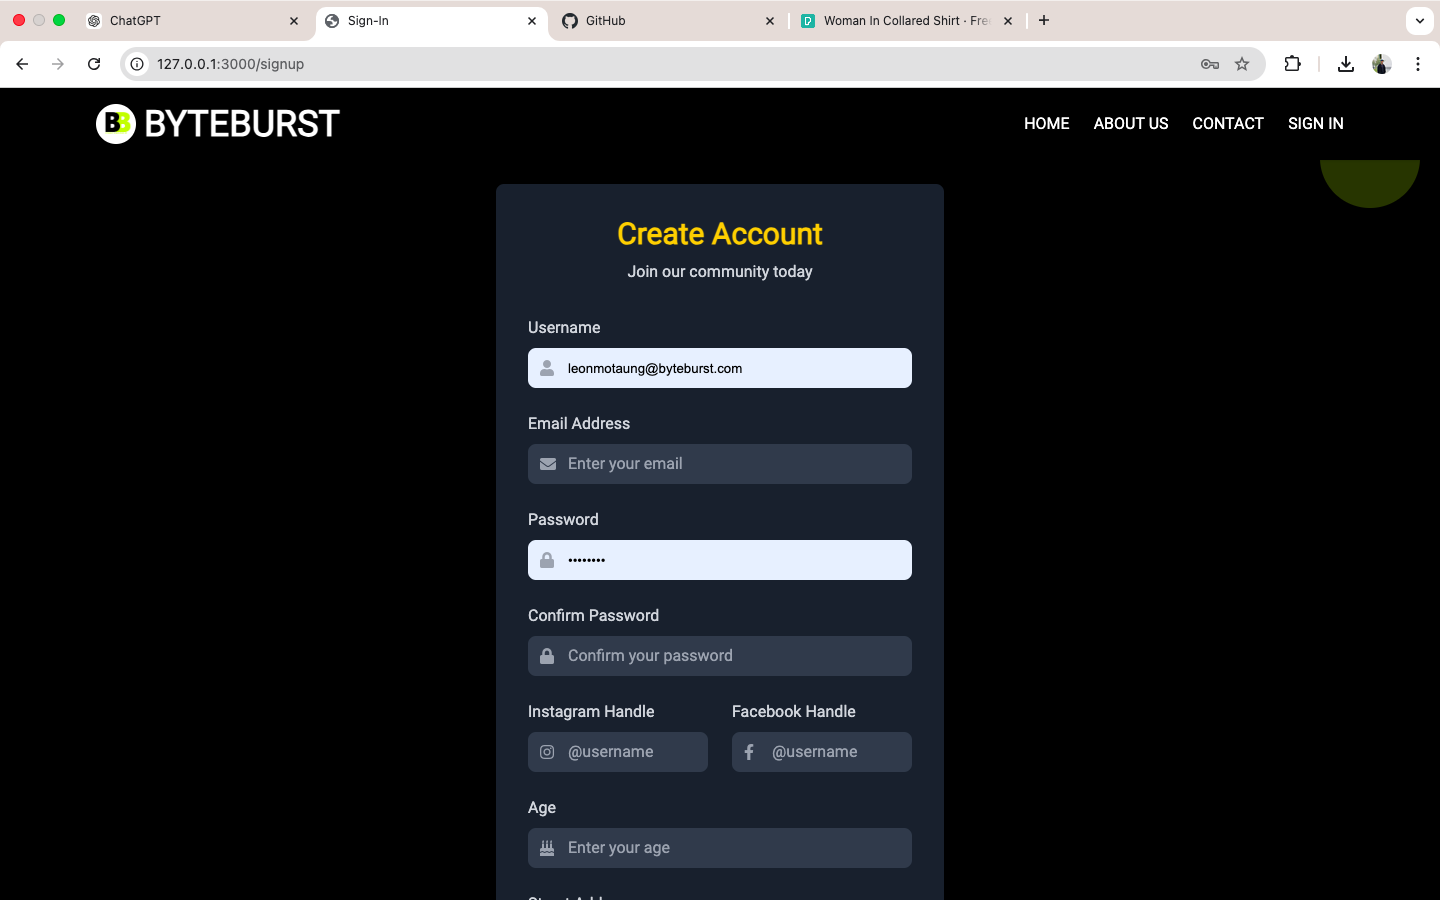 ChatGPT
Sign-In
GitHub
Woman In Collared Shirt · Free
127.0.0.1:3000/signup
BB BYTEBURST
HOME ABOUT US CONTACT SIGN IN
Create Account
Join our community today
Username
leonmotaung@byteburst.com
Email Address
Enter your email
Password
••••••••
Confirm Password
Confirm your password
Instagram Handle Facebook Handle
@username @username
Age
Enter your age